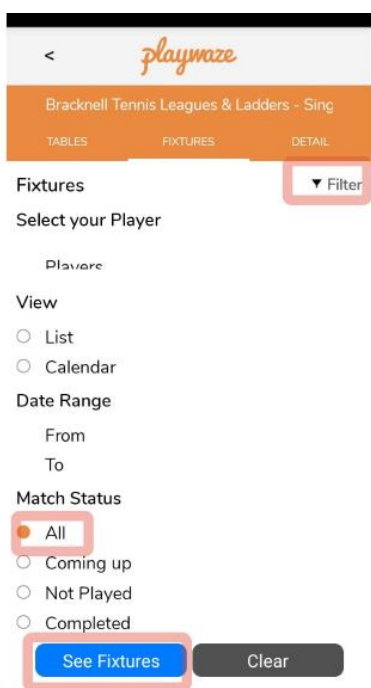 <
playwaze
Bracknell Tennis Leagues & Ladders - Sing
TABLES FIXTURES DETAIL
Fixtures ▼ Filter
Select your Player
Players
View
List
Calendar
Date Range
From
To
Match Status
All
Coming up
Not Played
Completed
See Fixtures Clear